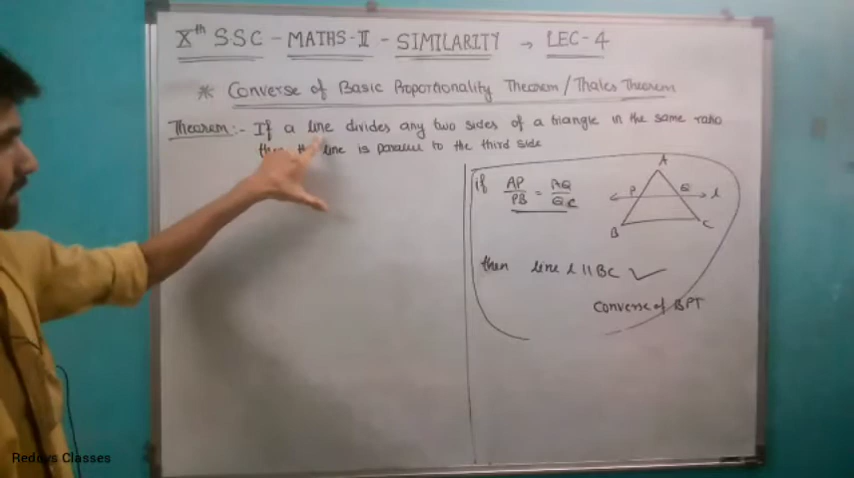 Xth SSC - MATHS-II - SIMILARITY → LEC-4
* Converse of Basic Proportionality Theorem / Thales Theorem
Theorem:- If a line divides any two sides of a triangle in the same ratio
line is parallel to the third side
if AP/PB = AQ/QC
A
P Q l
B C
then line l || BC ✓
Converse of BPT
Reddys Classes